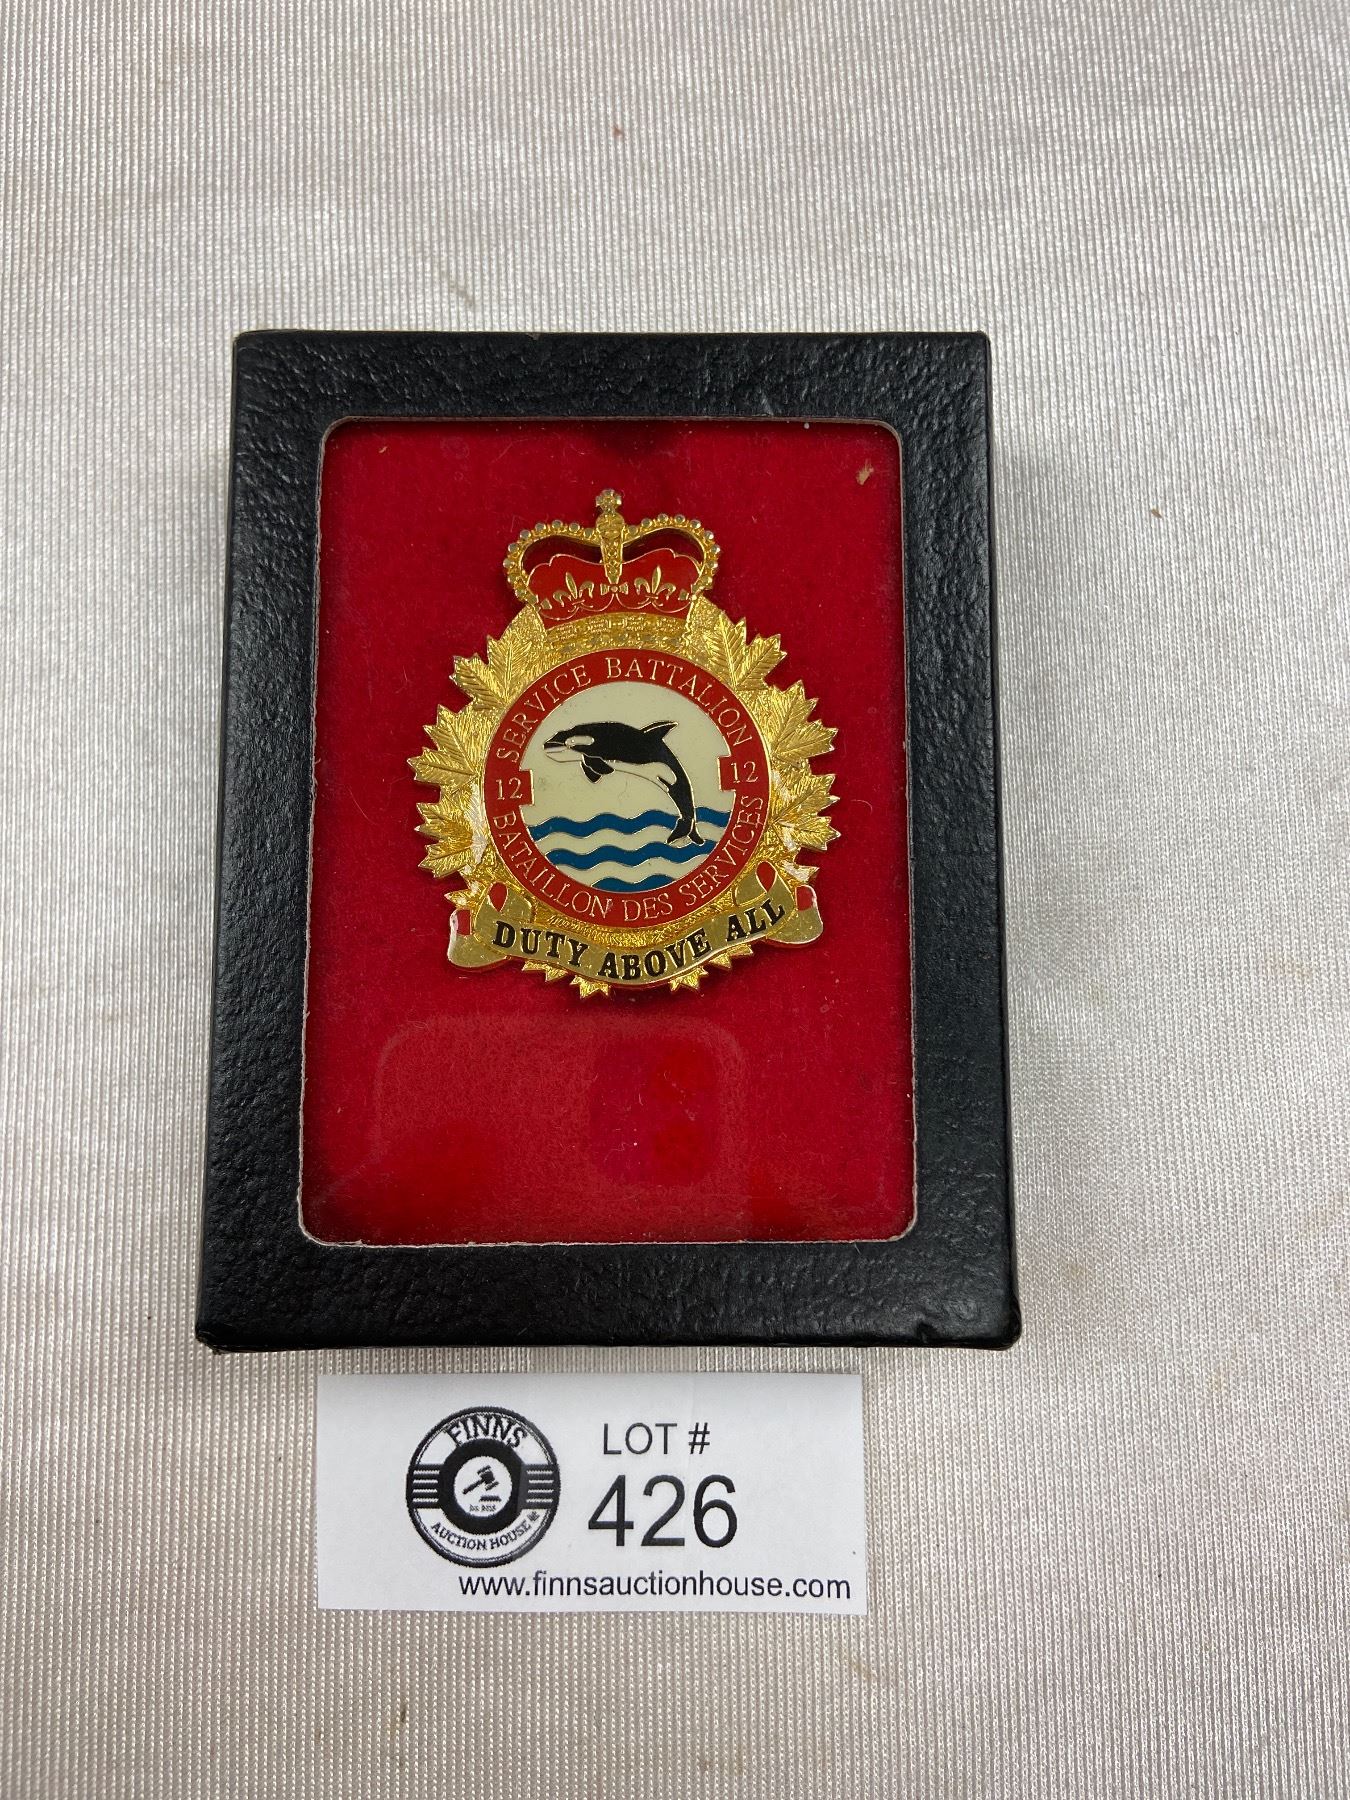 SERVICE BATTALION
12 12
BATAILLON DES SERVICES
DUTY ABOVE ALL
FINNS
AUCTION HOUSE
LOT #
426
www.finnsauctionhouse.com